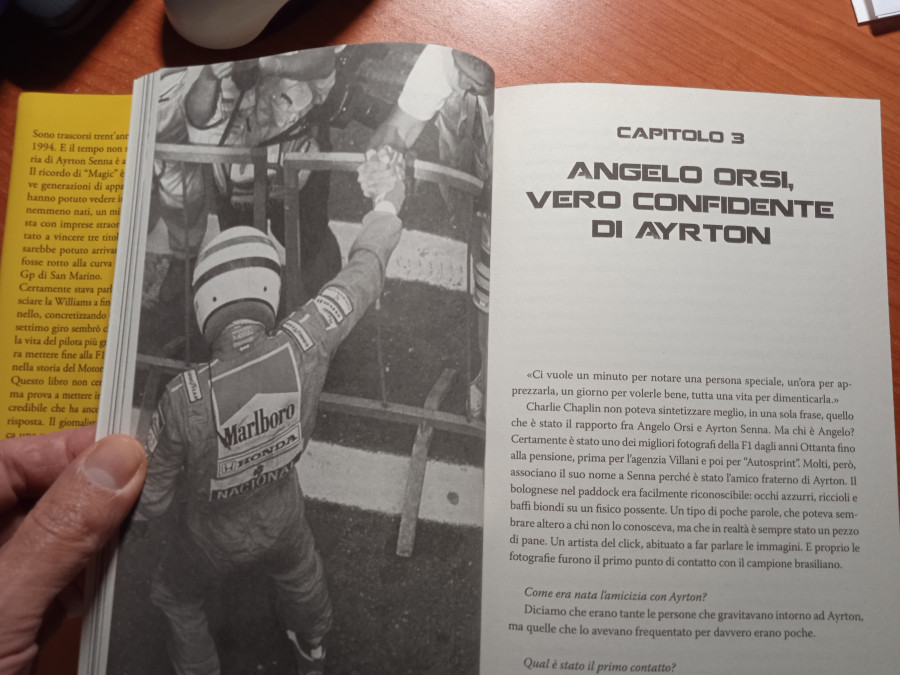 Sono trascorsi trent'an
1994. E il tempo non
ria di Ayrton Senna è a
Il ricordo di "Magic" è
ve generazioni di appa
hanno potuto vedere i
nemmeno nati, un mi
sta con imprese straor
tato a vincere tre titol
sarebbe potuto arriva
fosse rotto alla curva
Gp di San Marino.
Certamente stava parl
sciare la Williams a fin
nello, concretizzando
settimo giro sembrò c
la vita del pilota più g
ra mettere fine alla F1
nella storia del Motor
Questo libro non cer
ma prova a mettere in
credibile che ha anco
risposta. Il giornalis
Marlboro
HONDA
NACIONAL
CAPITOLO 3
ANGELO ORSI,
VERO CONFIDENTE
DI AYRTON
«Ci vuole un minuto per notare una persona speciale, un'ora per ap-
prezzarla, un giorno per volerle bene, tutta una vita per dimenticarla.»
Charlie Chaplin non poteva sintetizzare meglio, in una sola frase, quello
che è stato il rapporto fra Angelo Orsi e Ayrton Senna. Ma chi è Angelo?
Certamente è stato uno dei migliori fotografi della F1 dagli anni Ottanta fino
alla pensione, prima per l'agenzia Villani e poi per "Autosprint". Molti, però,
associano il suo nome a Senna perché è stato l'amico fraterno di Ayrton. Il
bolognese nel paddock era facilmente riconoscibile: occhi azzurri, riccioli e
baffi biondi su un fisico possente. Un tipo di poche parole, che poteva sem-
brare altero a chi non lo conosceva, ma che in realtà è sempre stato un pezzo
di pane. Un artista del click, abituato a far parlare le immagini. E proprio le
fotografie furono il primo punto di contatto con il campione brasiliano.
Come era nata l'amicizia con Ayrton?
Diciamo che erano tante le persone che gravitavano intorno ad Ayrton,
ma quelle che lo avevano frequentato per davvero erano poche.
Qual è stato il primo contatto?